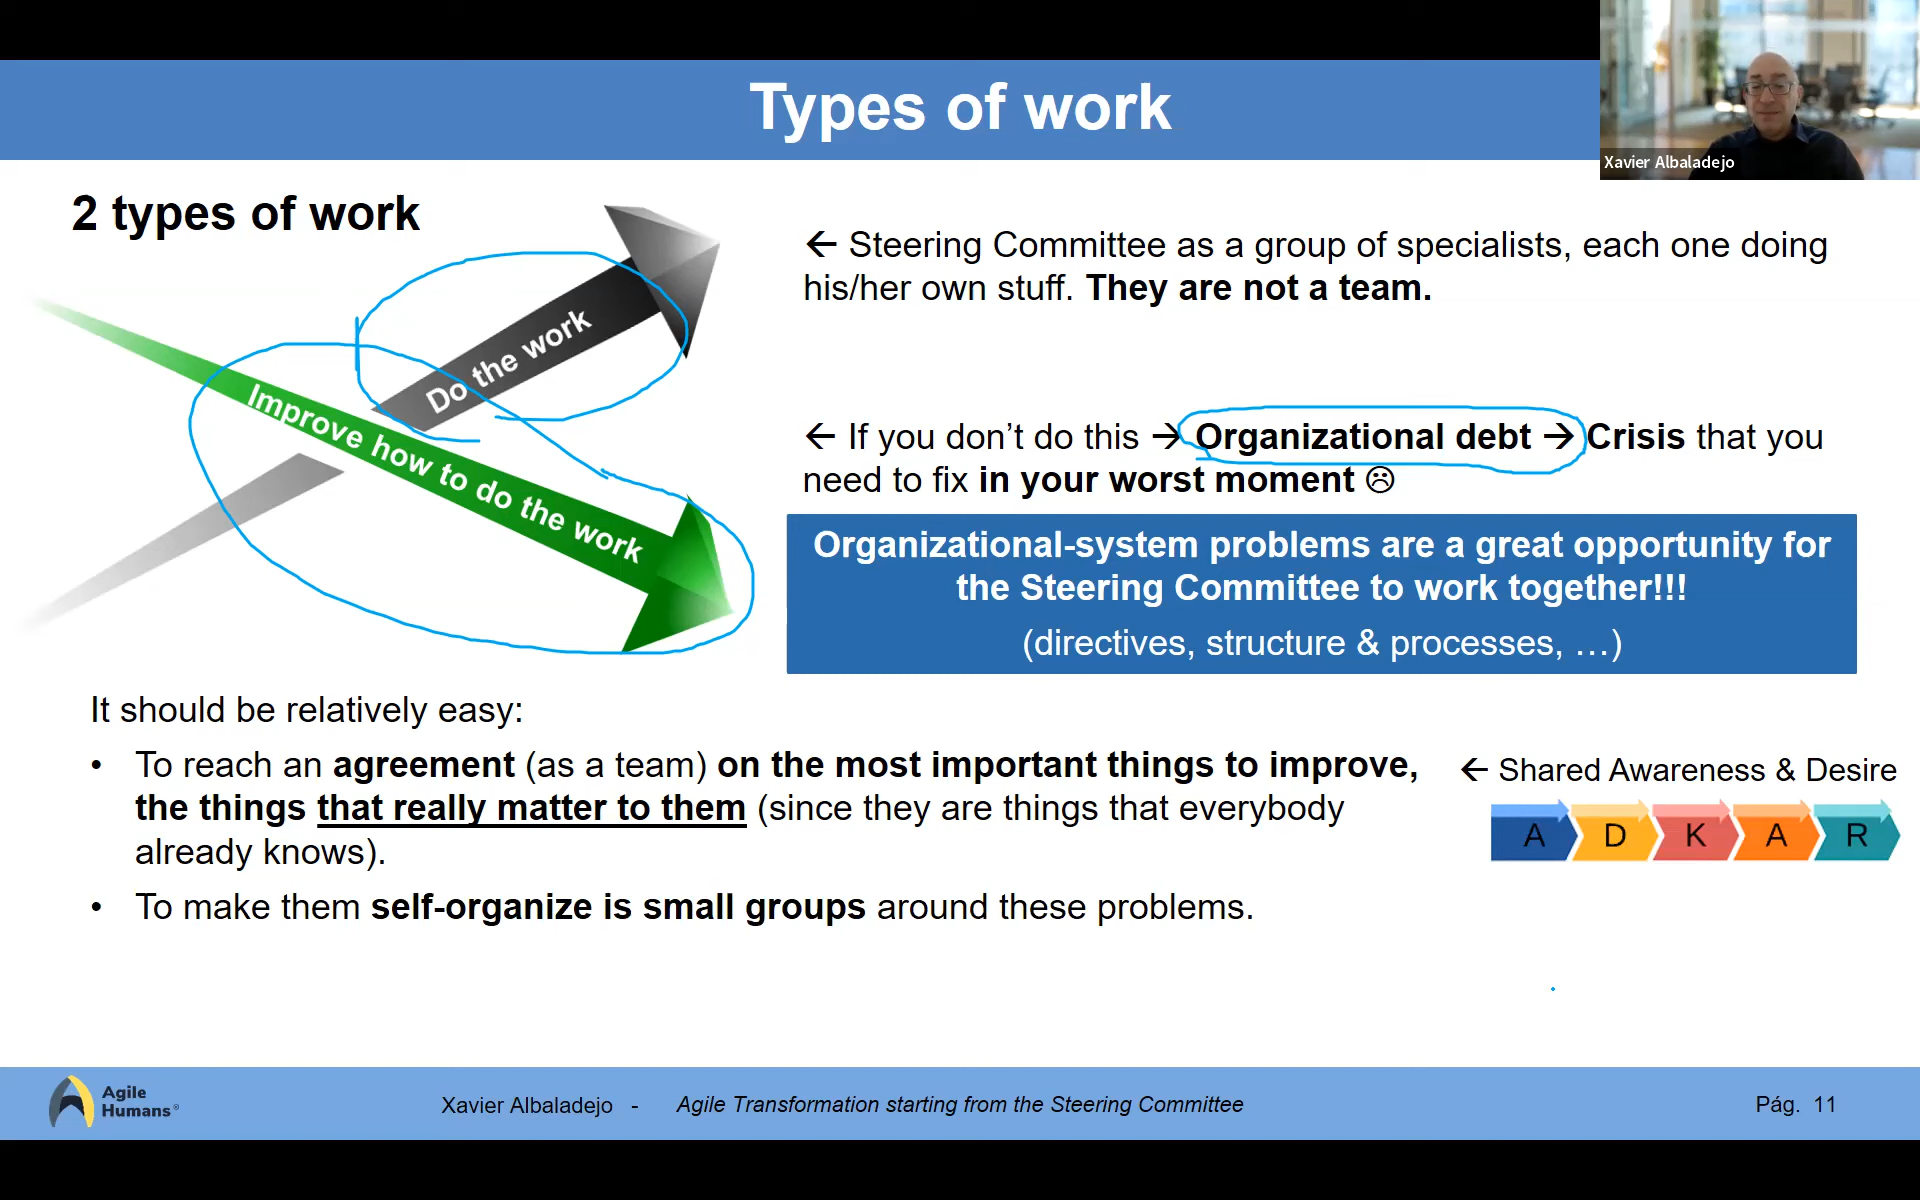 Types of work
Xavier Albaladejo
2 types of work
Do the work
Improve how to do the work
← Steering Committee as a group of specialists, each one doing
his/her own stuff. They are not a team.
← If you don’t do this → Organizational debt → Crisis that you
need to fix in your worst moment ☹
Organizational-system problems are a great opportunity for
the Steering Committee to work together!!!
(directives, structure & processes, …)
It should be relatively easy:
• To reach an agreement (as a team) on the most important things to improve,
the things that really matter to them (since they are things that everybody
already knows).
• To make them self-organize is small groups around these problems.
← Shared Awareness & Desire
A D K A R
Agile
Humans®
Xavier Albaladejo - Agile Transformation starting from the Steering Committee
Pág. 11